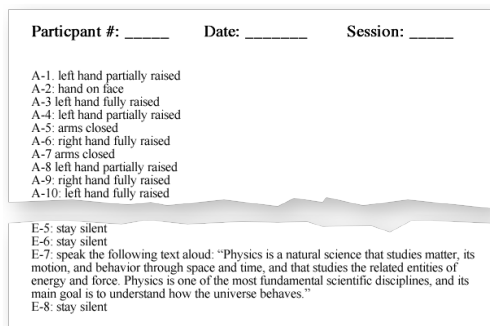 Particpant #: _____ Date: _______ Session: _____
A-1. left hand partially raised
A-2: hand on face
A-3 left hand fully raised
A-4: left hand partially raised
A-5: arms closed
A-6: right hand fully raised
A-7 arms closed
A-8 left hand partially raised
A-9: right hand fully raised
A-10: left hand fully raised
E-5: stay silent
E-6: stay silent
E-7: speak the following text aloud: “Physics is a natural science that studies matter, its
motion, and behavior through space and time, and that studies the related entities of
energy and force. Physics is one of the most fundamental scientific disciplines, and its
main goal is to understand how the universe behaves.”
E-8: stay silent